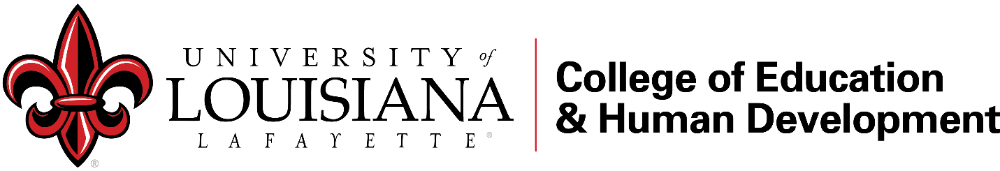 UNIVERSITY of
LOUISIANA
LAFAYETTE®
®
College of Education
& Human Development